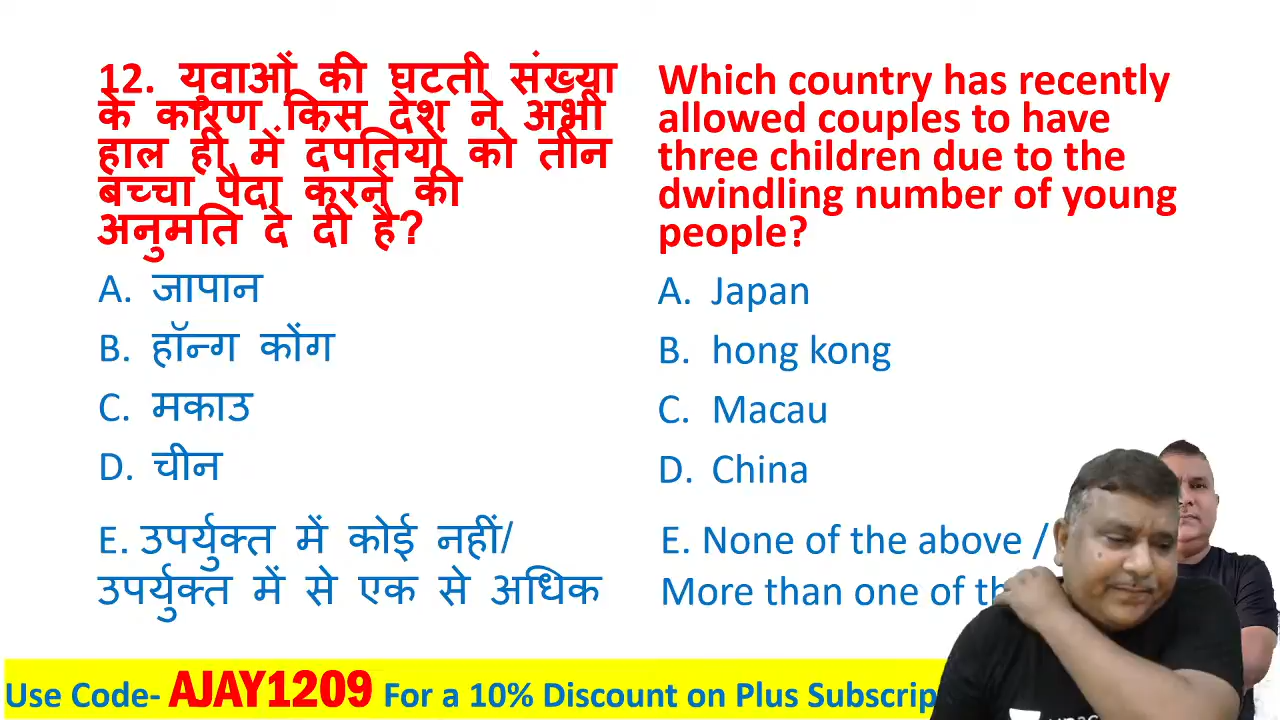 12. युवाओं की घटती संख्या
के कारण किस देश ने अभी
हाल ही में दंपतियों को तीन
बच्चा पैदा करने की
अनुमति दे दी है?
A. जापान
B. हॉन्ग कोंग
C. मकाउ
D. चीन
E. उपर्युक्त में कोई नहीं/
उपर्युक्त में से एक से अधिक
Which country has recently
allowed couples to have
three children due to the
dwindling number of young
people?
A. Japan
B. hong kong
C. Macau
D. China
E. None of the above /
More than one of
Use Code- AJAY1209 For a 10% Discount on Plus